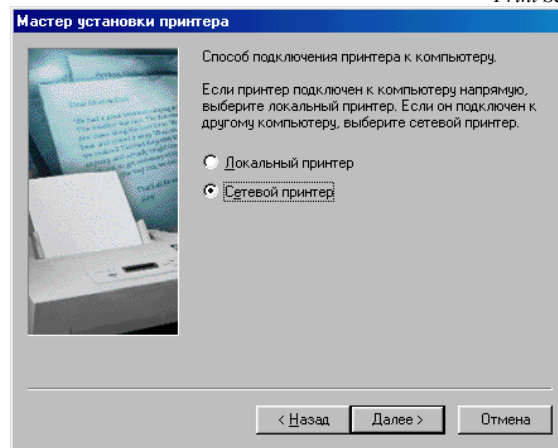 Мастер установки принтера
Способ подключения принтера к компьютеру.
Если принтер подключен к компьютеру напрямую,
выберите локальный принтер. Если он подключен к
другому компьютеру, выберите сетевой принтер.
Локальный принтер
Сетевой принтер
< Назад
Далее >
Отмена